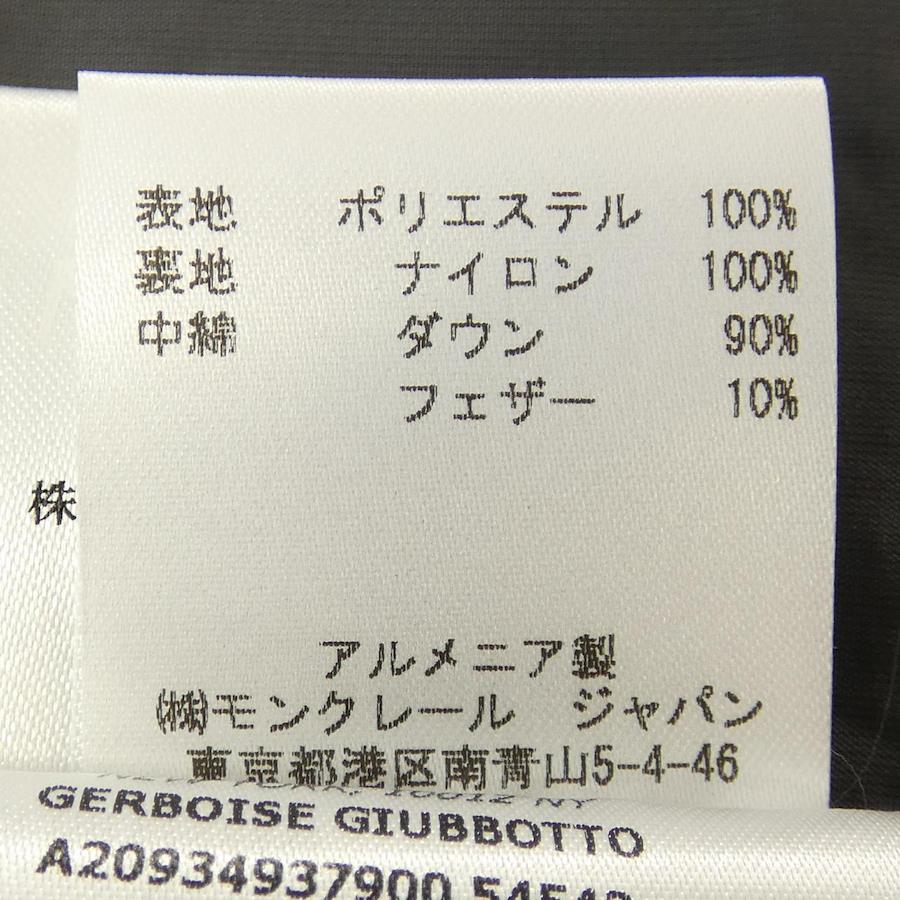 表地 ポリエステル 100%
裏地 ナイロン 100%
中綿 ダウン 90%
フェザー 10%
株
アルメニア製
㈱モンクレール ジャパン
東京都港区南青山5-4-46
GERBOISE GIUBBOTTO
A20934937900